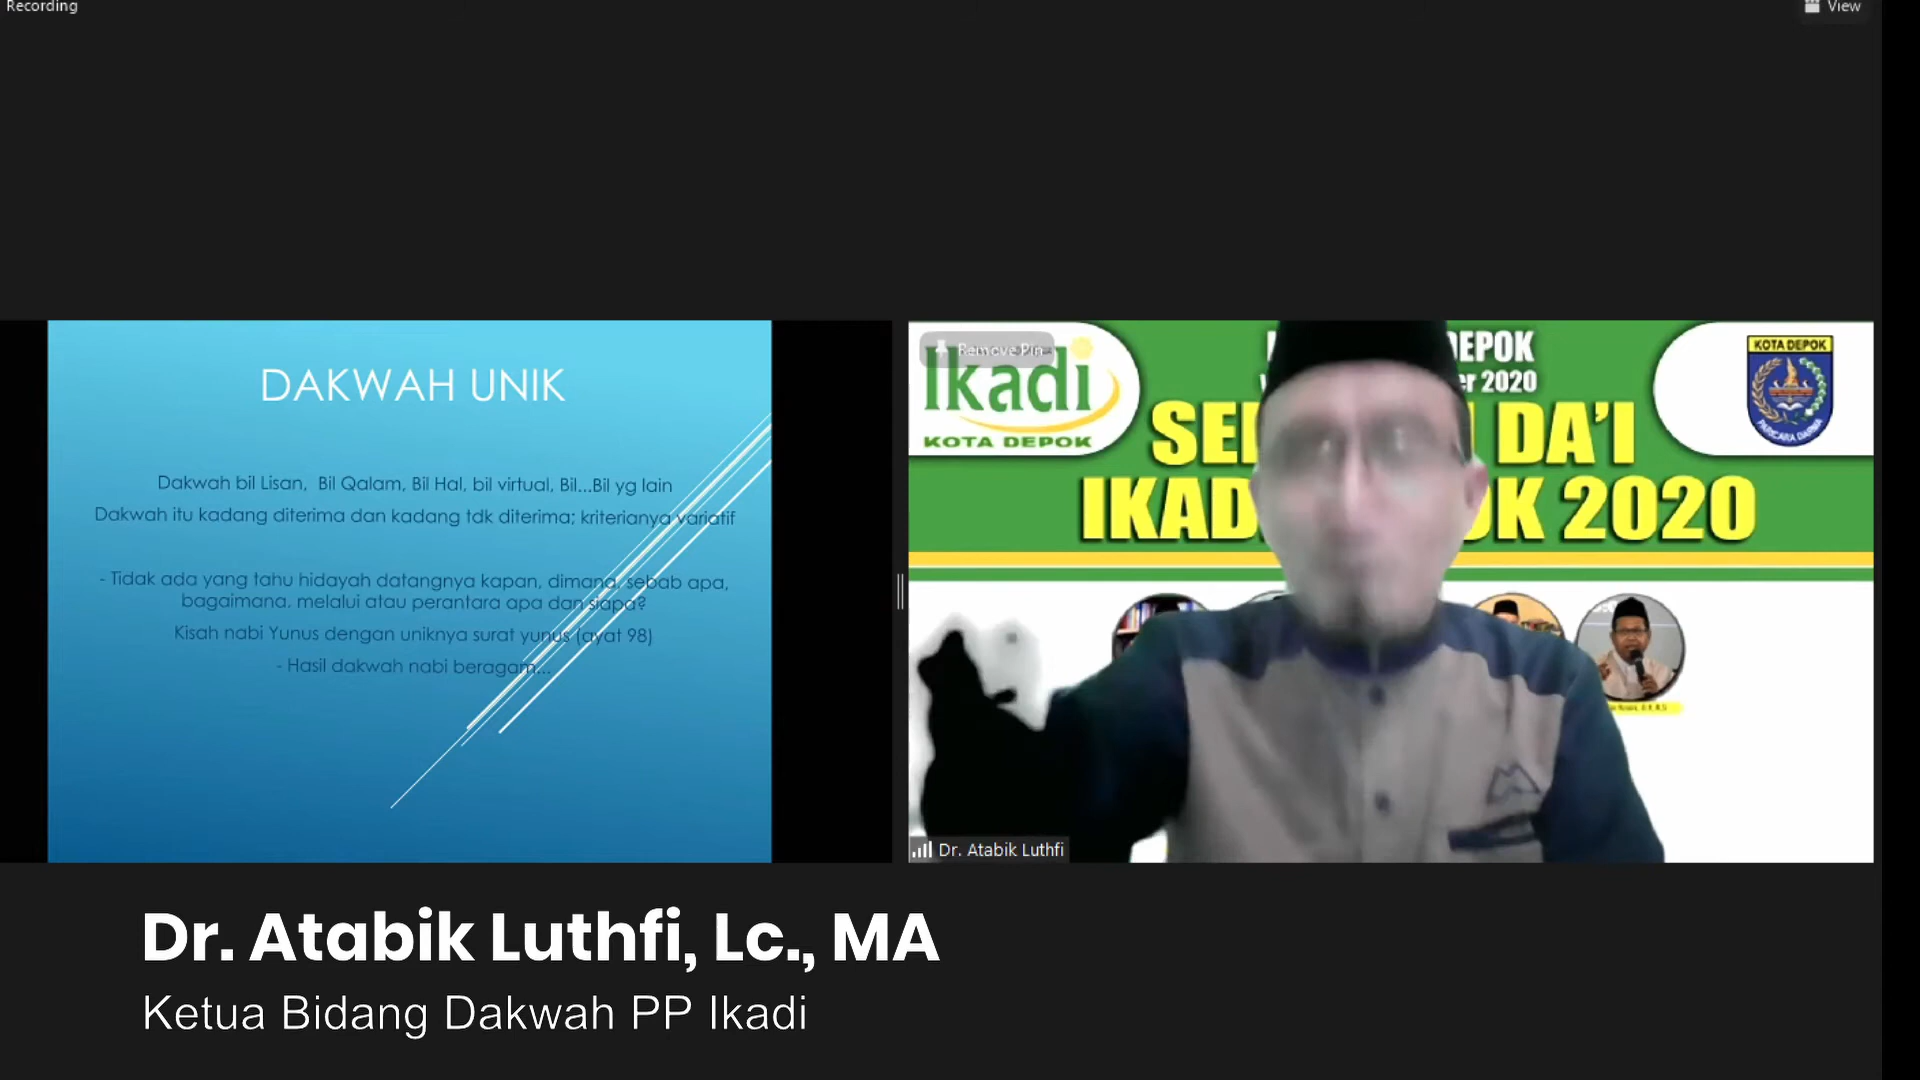 Recording
View
DAKWAH UNIK
Dakwah bil Lisan, Bil Qalam, Bil Hal, bil virtual, Bil...Bil yg lain
Dakwah itu kadang diterima dan kadang tdk diterima; kriterianya variatif
- Tidak ada yang tahu hidayah datangnya kapan, dimana, sebab apa,
bagaimana. melalui atau perantara apa dan siapa?
Kisah nabi Yunus dengan uniknya surat yunus (ayat 98)
- Hasil dakwah nabi beragam...
Remove Pin
Ikadi
KOTA DEPOK
EPOK
2020
DA'I
IKAD
OK 2020
KOTA DEPOK
PARICARA DARMA
Dr. Atabik Luthfi
Dr. Atabik Luthfi, Lc., MA
Ketua Bidang Dakwah PP Ikadi